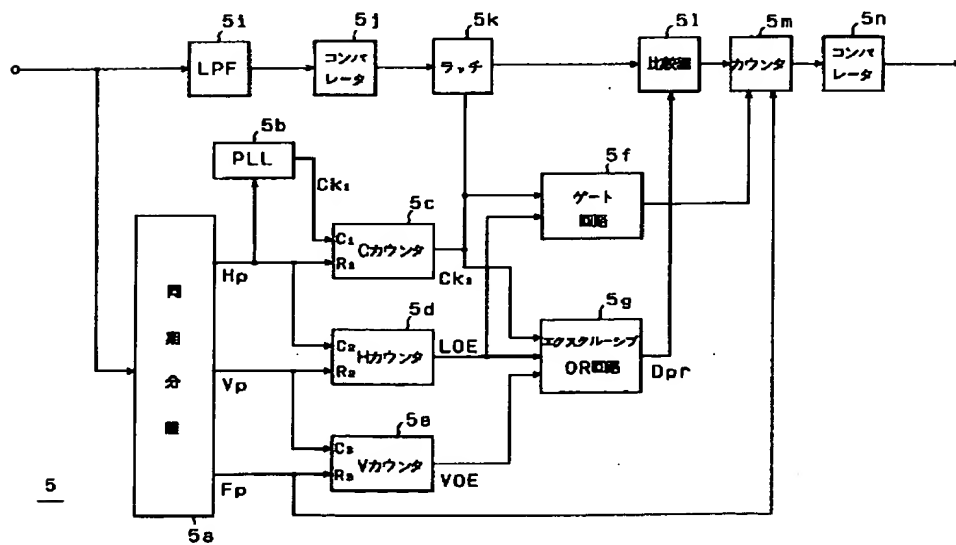 5i
5j
5k
5l
5m
5n
LPF
コンパ
レータ
ラッチ
比較器
カウンタ
コンパ
レータ
5b
PLL
Ck₁
5f
ゲート
回路
5c
C₁
Cカウンタ
R₁
Hp
Ck₂
5d
C₂
Hカウンタ
R₂
LOE
5g
エクスクルーシブ
OR回路
Dpr
同
期
分
離
Vp
5e
C₃
Vカウンタ
R₃
VOE
Fp
5
5a